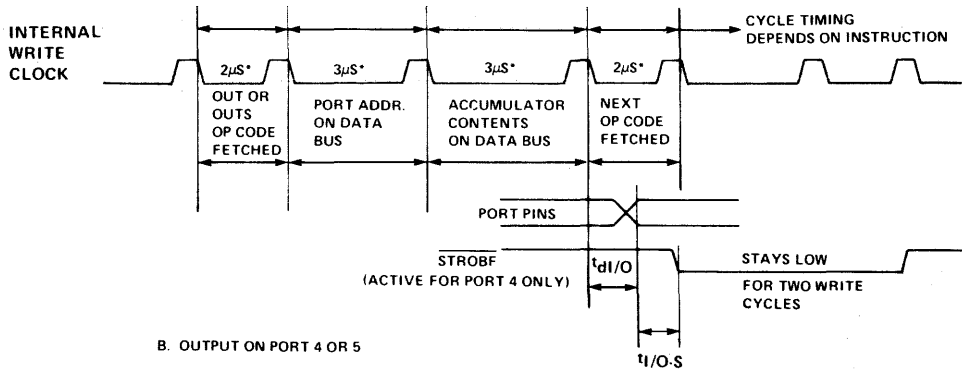 INTERNAL
WRITE
CLOCK
CYCLE TIMING
DEPENDS ON INSTRUCTION
2μS*
3μS*
3μS*
2μS*
OUT OR
OUTS
OP CODE
FETCHED
PORT ADDR.
ON DATA
BUS
ACCUMULATOR
CONTENTS
ON DATA BUS
NEXT
OP CODE
FETCHED
PORT PINS
STROBF
(ACTIVE FOR PORT 4 ONLY)
tdI/O
STAYS LOW
FOR TWO WRITE
CYCLES
tI/O-S
B. OUTPUT ON PORT 4 OR 5